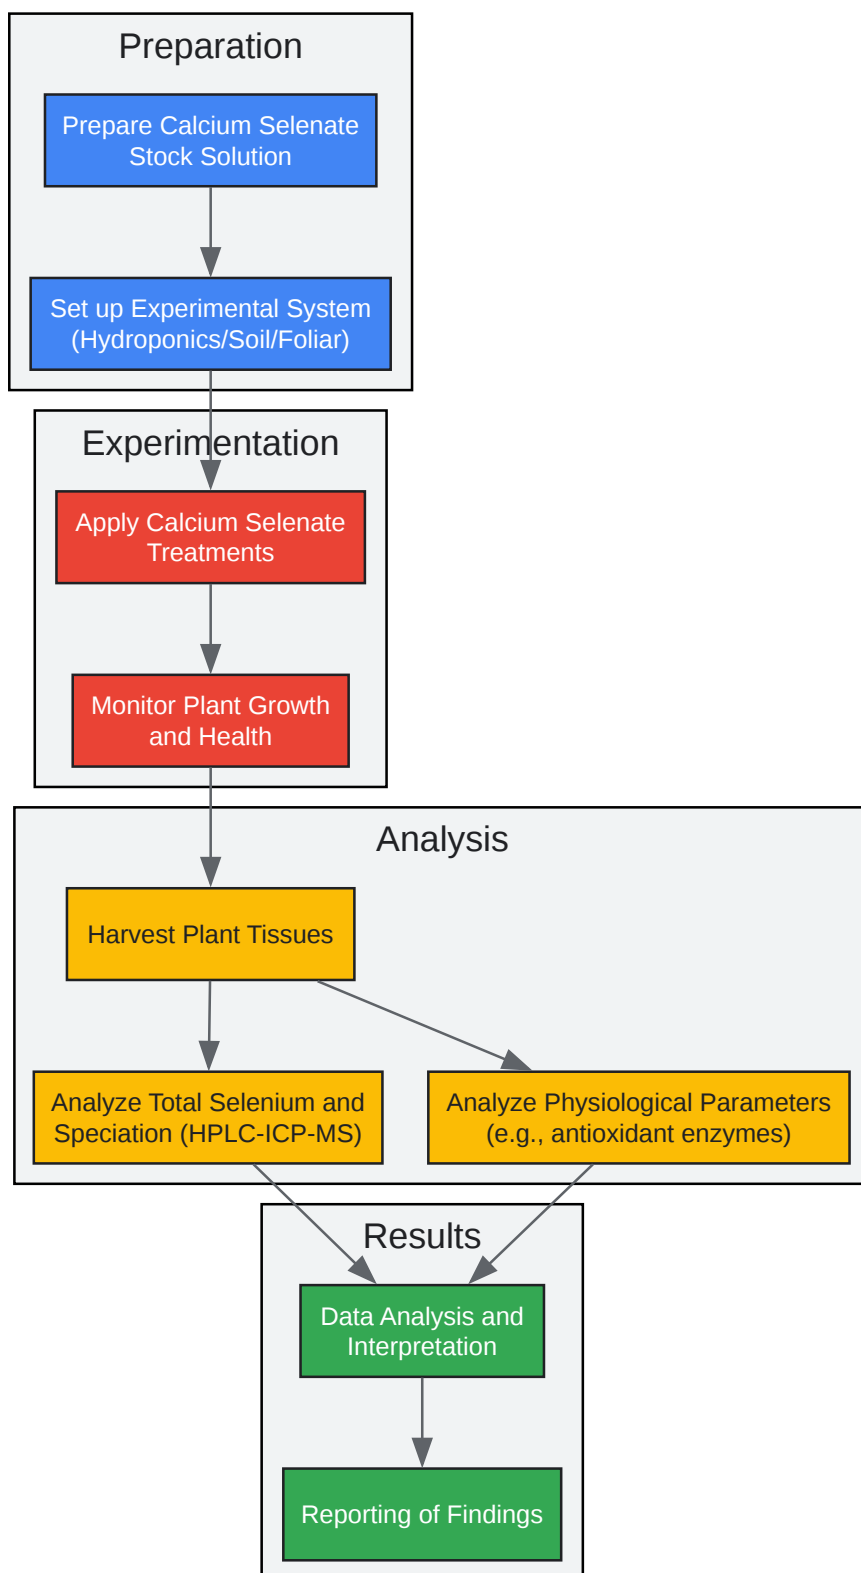 Preparation
Prepare Calcium Selenate
Stock Solution
Set up Experimental System
(Hydroponics/Soil/Foliar)
Experimentation
Apply Calcium Selenate
Treatments
Monitor Plant Growth
and Health
Analysis
Harvest Plant Tissues
Analyze Total Selenium and
Speciation (HPLC-ICP-MS)
Analyze Physiological Parameters
(e.g., antioxidant enzymes)
Results
Data Analysis and
Interpretation
Reporting of Findings